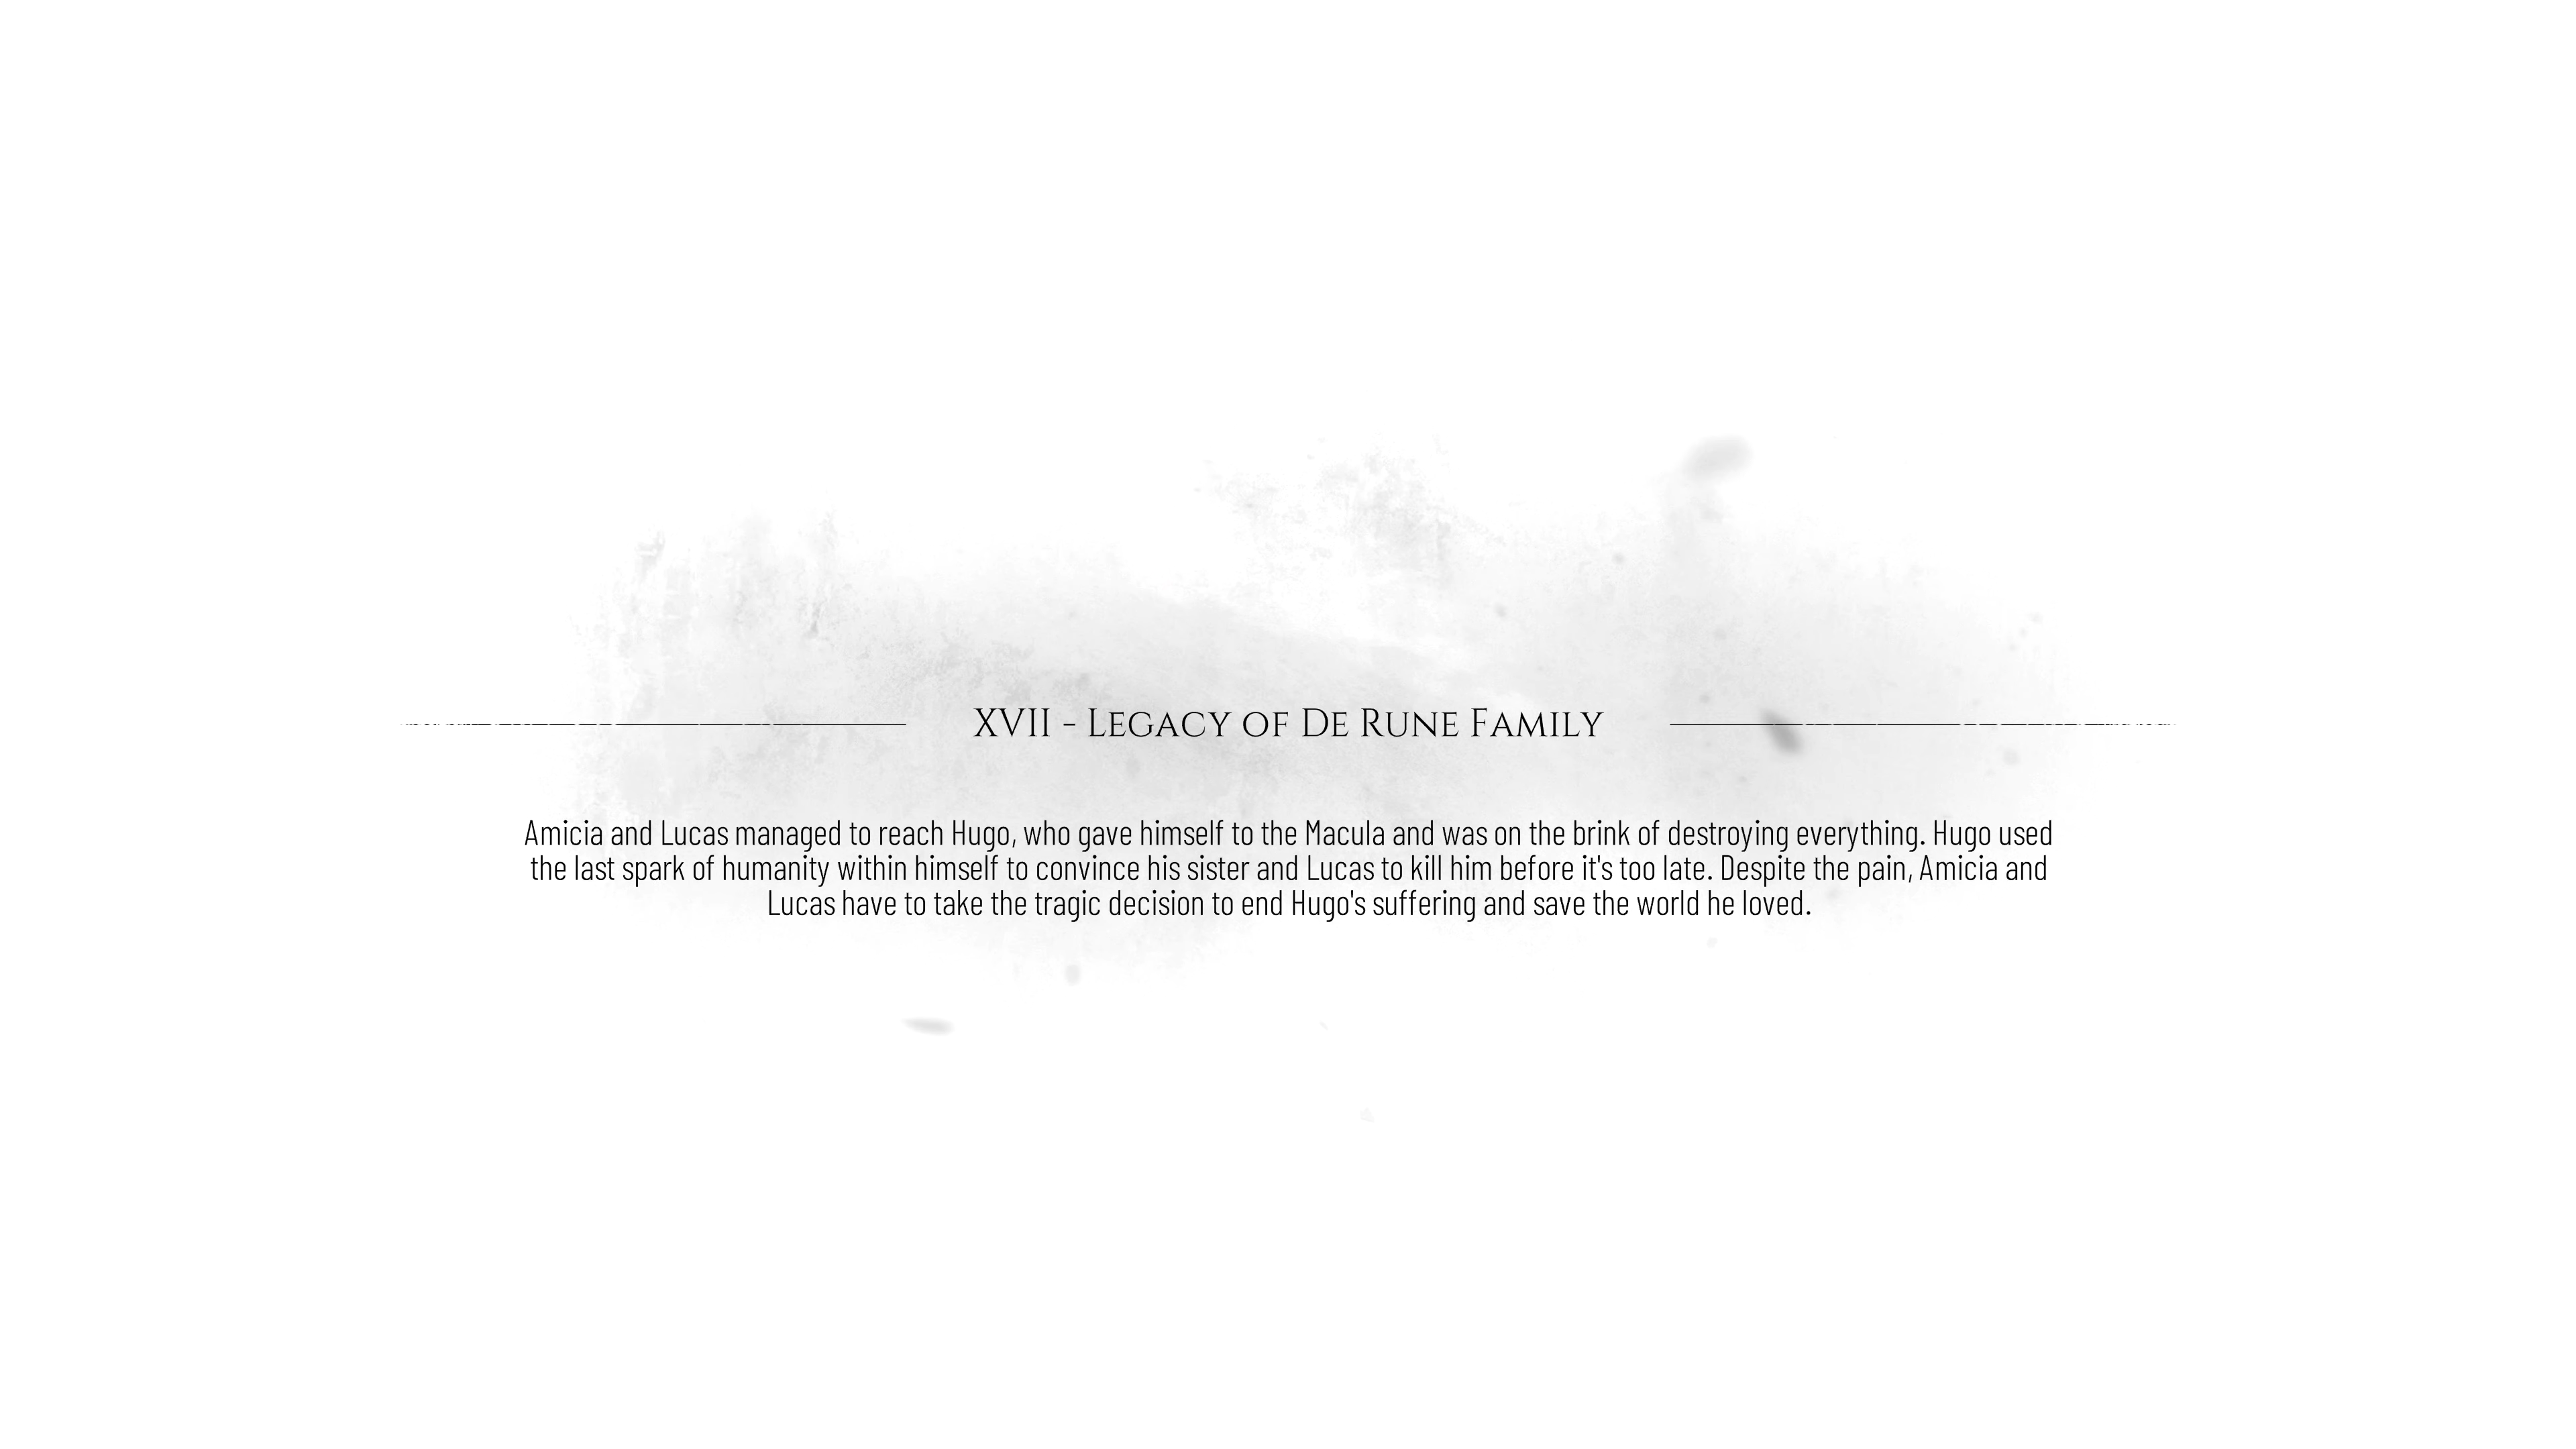 XVII - Legacy of De Rune Family
Amicia and Lucas managed to reach Hugo, who gave himself to the Macula and was on the brink of destroying everything. Hugo used
the last spark of humanity within himself to convince his sister and Lucas to kill him before it's too late. Despite the pain, Amicia and
Lucas have to take the tragic decision to end Hugo's suffering and save the world he loved.